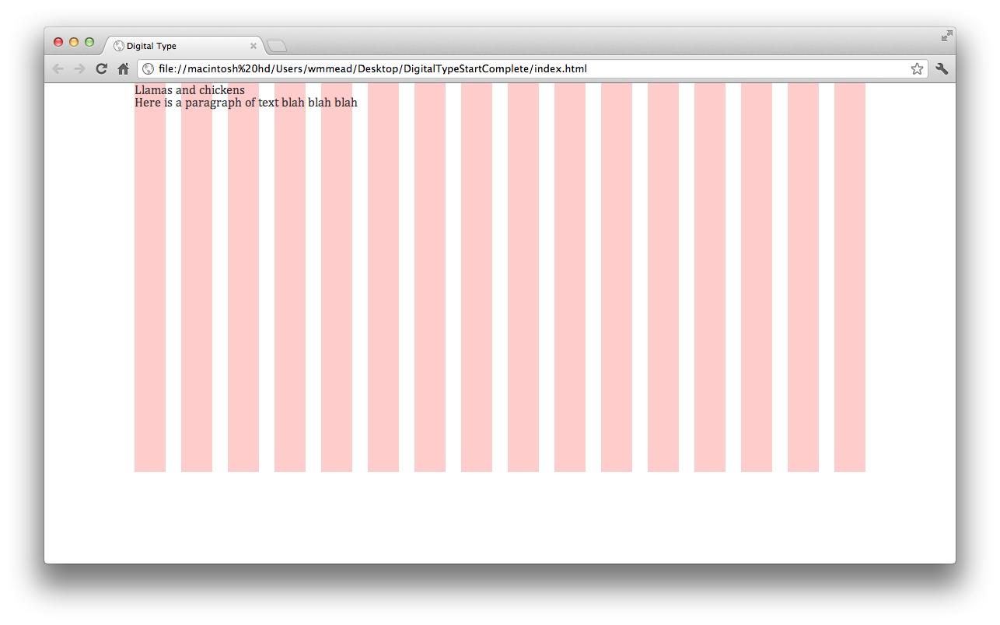 Digital Type
file://macintosh%20hd/Users/wmmead/Desktop/DigitalTypeStartComplete/index.html
Llamas and chickens
Here is a paragraph of text blah blah blah